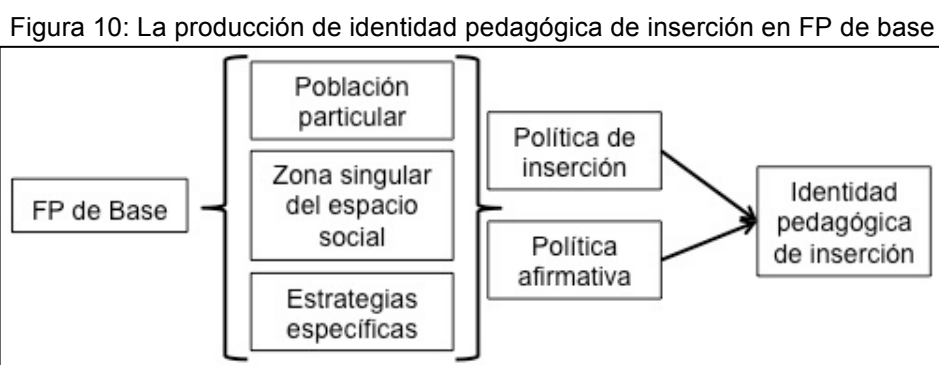 Figura 10: La producción de identidad pedagógica de inserción en FP de base
FP de Base
Población
particular
Zona singular
del espacio
social
Estrategias
específicas
Política de
inserción
Política
afirmativa
Identidad
pedagógica
de inserción